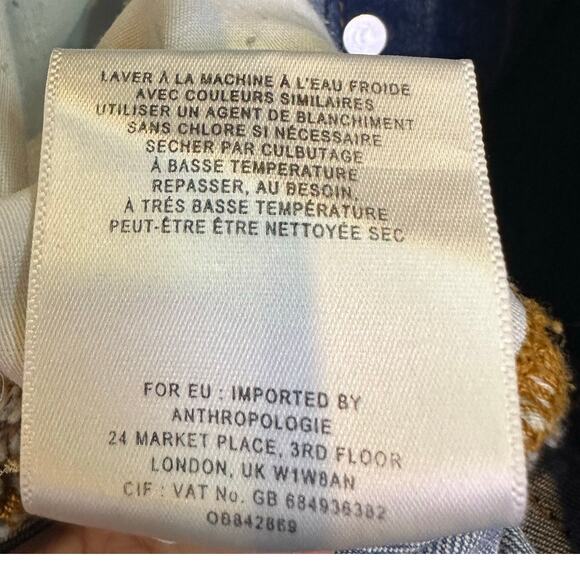 LAVER À LA MACHINE À L'EAU FROIDE
AVEC COULEURS SIMILAIRES
UTILISER UN AGENT DE BLANCHIMENT
SANS CHLORE SI NÉCESSAIRE
SECHER PAR CULBUTAGE
À BASSE TEMPERATURE
REPASSER, AU BESOIN,
À TRÉS BASSE TEMPÉRATURE
PEUT-ÊTRE ÊTRE NETTOYÉE SEC
FOR EU : IMPORTED BY
ANTHROPOLOGIE
24 MARKET PLACE, 3RD FLOOR
LONDON, UK W1W8AN
CIF : VAT No. GB 684936382
OB842869